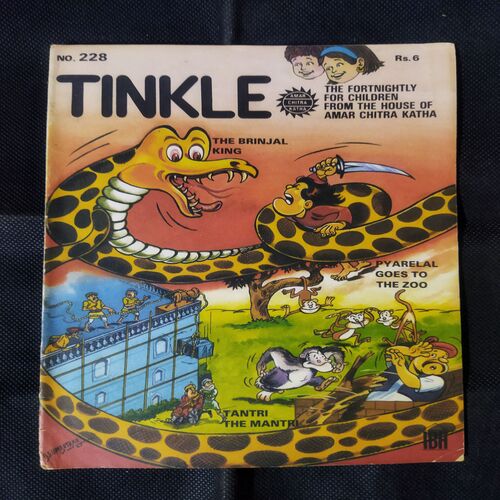 NO. 228
Rs. 6
TINKLE
AMAR
CHITRA
KATHA
THE FORTNIGHTLY
FOR CHILDREN
FROM THE HOUSE OF
AMAR CHITRA KATHA
THE BRINJAL
KING
PYARELAL
GOES TO
THE ZOO
TANTRI
THE MANTRI
IBH